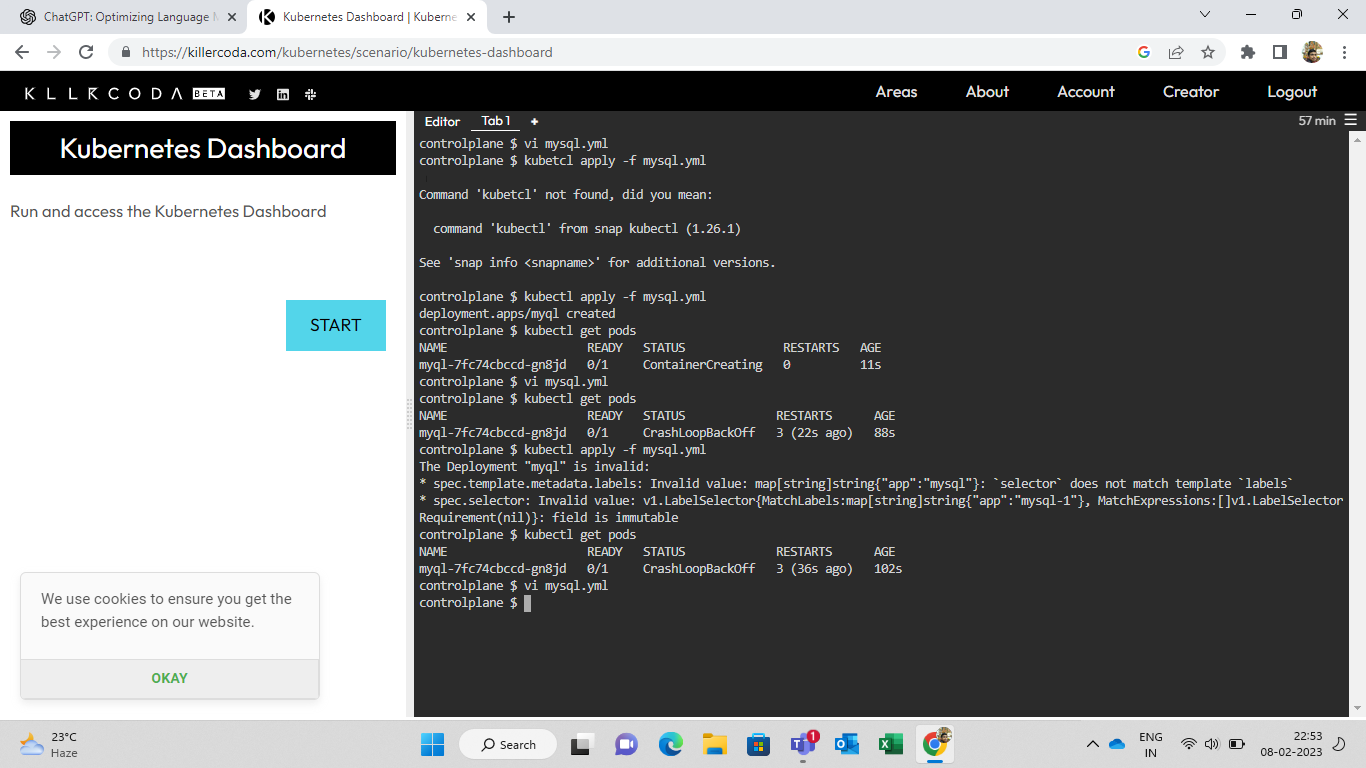 ChatGPT: Optimizing Language M
Kubernetes Dashboard | Kuberne
https://killercoda.com/kubernetes/scenario/kubernetes-dashboard
KLLRCODA BETA
Areas
About
Account
Creator
Logout
Kubernetes Dashboard
Run and access the Kubernetes Dashboard
START
We use cookies to ensure you get the
best experience on our website.
OKAY
Editor Tab 1 +
57 min
controlplane $ vi mysql.yml
controlplane $ kubetcl apply -f mysql.yml
Command 'kubetcl' not found, did you mean:
command 'kubectl' from snap kubectl (1.26.1)
See 'snap info <snapname>' for additional versions.
controlplane $ kubectl apply -f mysql.yml
deployment.apps/myql created
controlplane $ kubectl get pods
NAME READY STATUS RESTARTS AGE
myql-7fc74cbccd-gn8jd 0/1 ContainerCreating 0 11s
controlplane $ vi mysql.yml
controlplane $ kubectl get pods
NAME READY STATUS RESTARTS AGE
myql-7fc74cbccd-gn8jd 0/1 CrashLoopBackOff 3 (22s ago) 88s
controlplane $ kubectl apply -f mysql.yml
The Deployment "myql" is invalid:
* spec.template.metadata.labels: Invalid value: map[string]string{"app":"mysql"}: `selector` does not match template `labels`
* spec.selector: Invalid value: v1.LabelSelector{MatchLabels:map[string]string{"app":"mysql-1"}, MatchExpressions:[]v1.LabelSelector
Requirement(nil)}: field is immutable
controlplane $ kubectl get pods
NAME READY STATUS RESTARTS AGE
myql-7fc74cbccd-gn8jd 0/1 CrashLoopBackOff 3 (36s ago) 102s
controlplane $ vi mysql.yml
controlplane $
23°C
Haze
Search
1
ENG
IN
22:53
08-02-2023